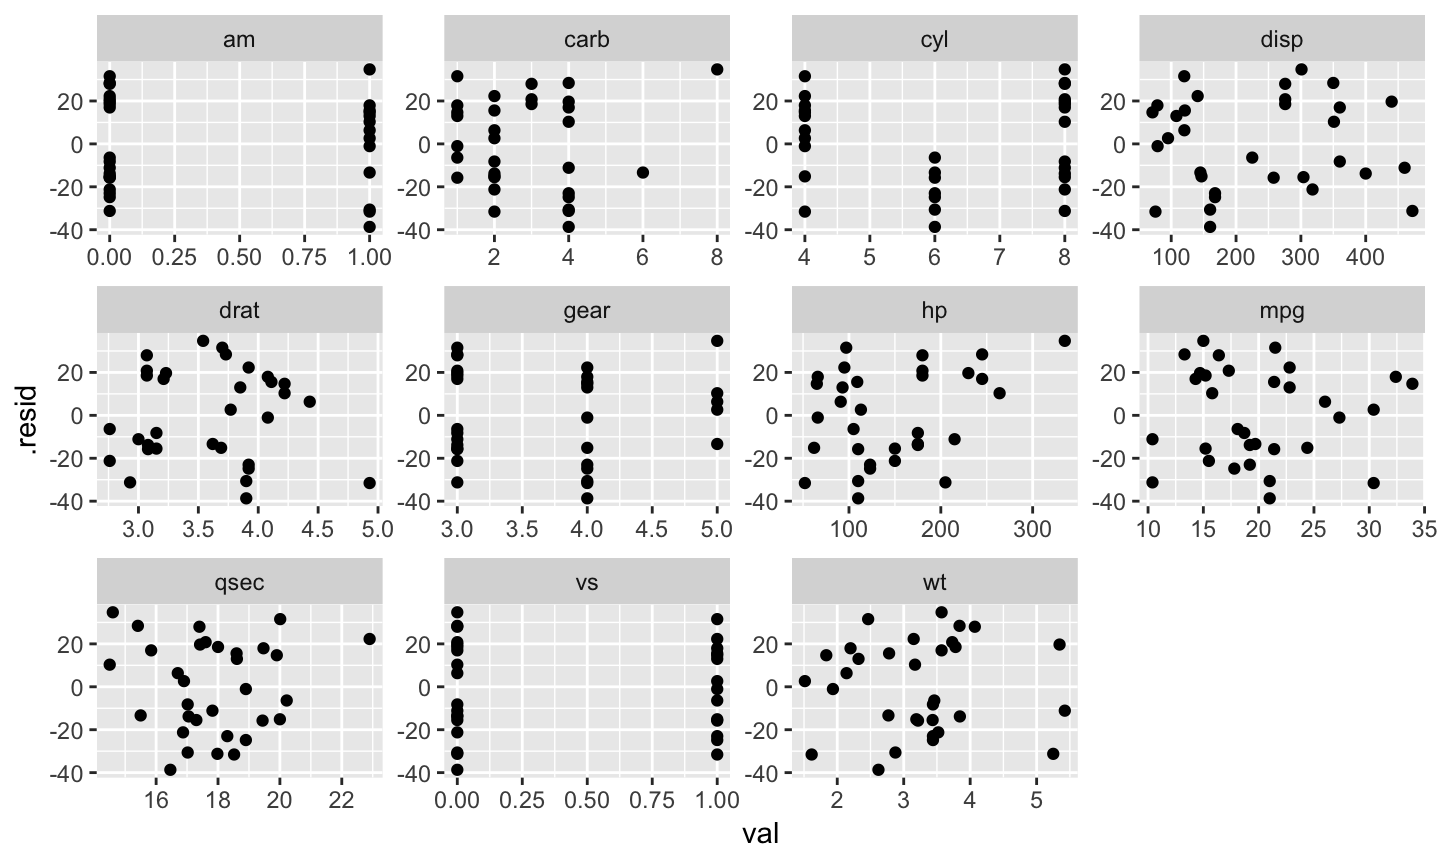 am carb cyl disp
20 20 20 20
0 0 0 0
-20 -20 -20 -20
-40 -40 -40 -40
0.00 0.25 0.50 0.75 1.00 2 4 6 8 4 5 6 7 8 100 200 300 400
drat gear hp mpg
20 20 20 20
0 0 0 0
-20 -20 -20 -20
-40 -40 -40 -40
3.0 3.5 4.0 4.5 5.0 3.0 3.5 4.0 4.5 5.0 100 200 300 10 15 20 25 30 35
.resid
qsec vs wt
20 20 20
0 0 0
-20 -20 -20
-40 -40 -40
16 18 20 22 0.00 0.25 0.50 0.75 1.00 2 3 4 5
val